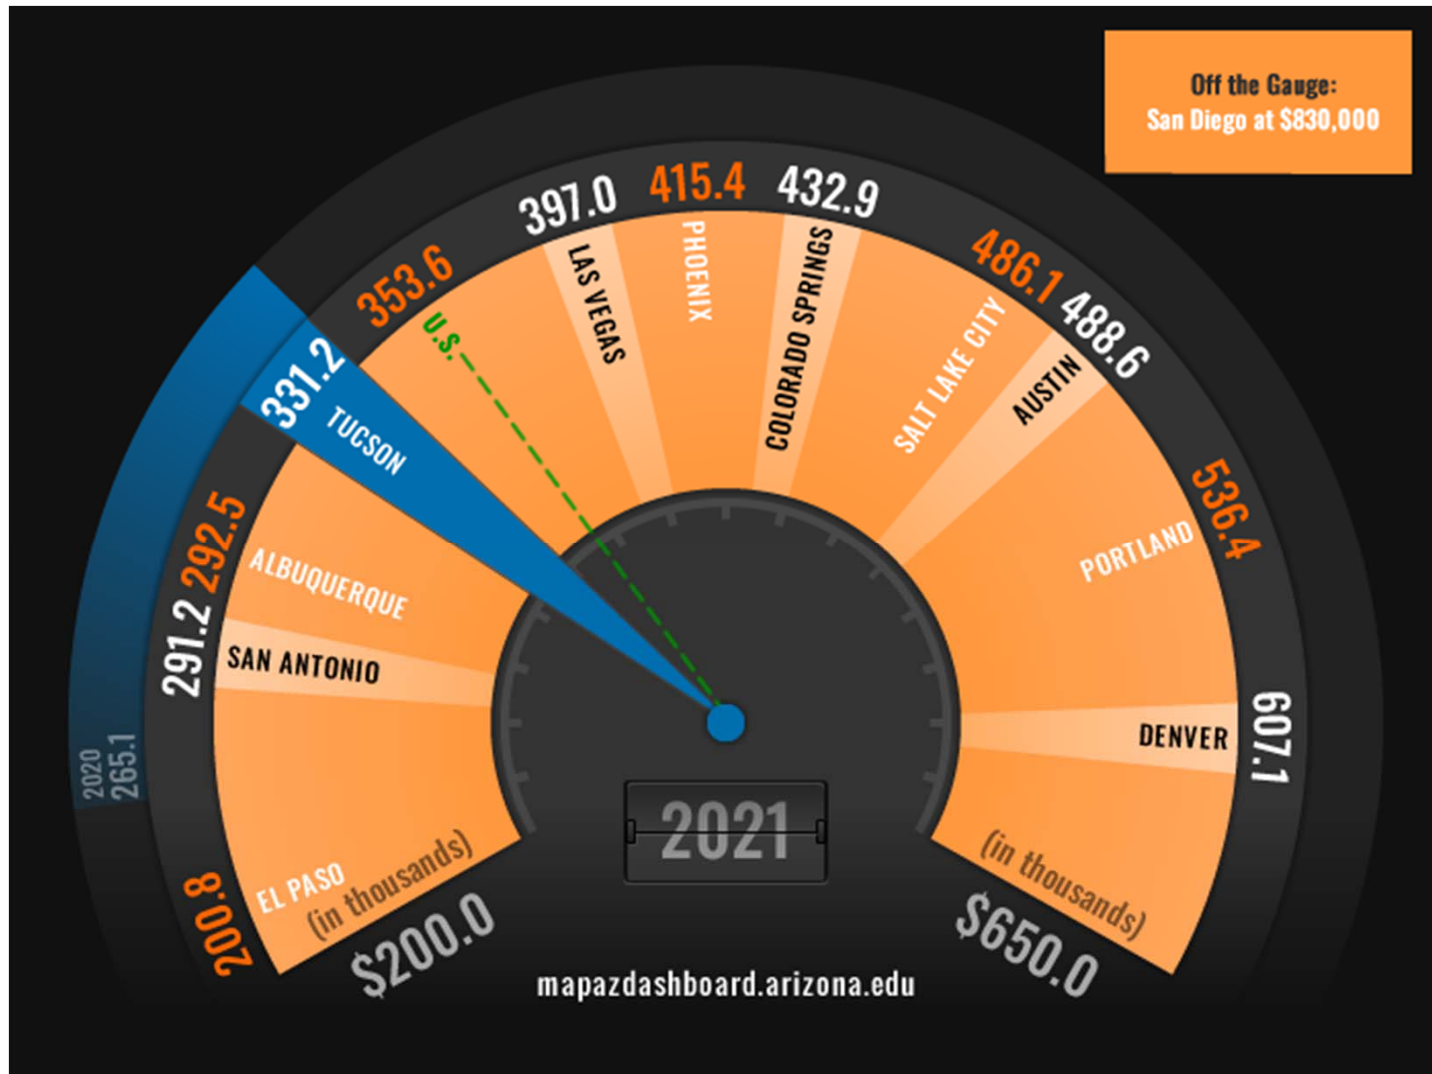 Off the Gauge:
San Diego at $830,000
200.8
EL PASO
291.2
SAN ANTONIO
292.5
ALBUQUERQUE
331.2
TUCSON
353.6
U.S.
397.0
LAS VEGAS
415.4
PHOENIX
432.9
COLORADO SPRINGS
486.1
SALT LAKE CITY
488.6
AUSTIN
536.4
PORTLAND
607.1
DENVER
2020
265.1
2021
(in thousands)
$200.0
(in thousands)
$650.0
mapazdashboard.arizona.edu